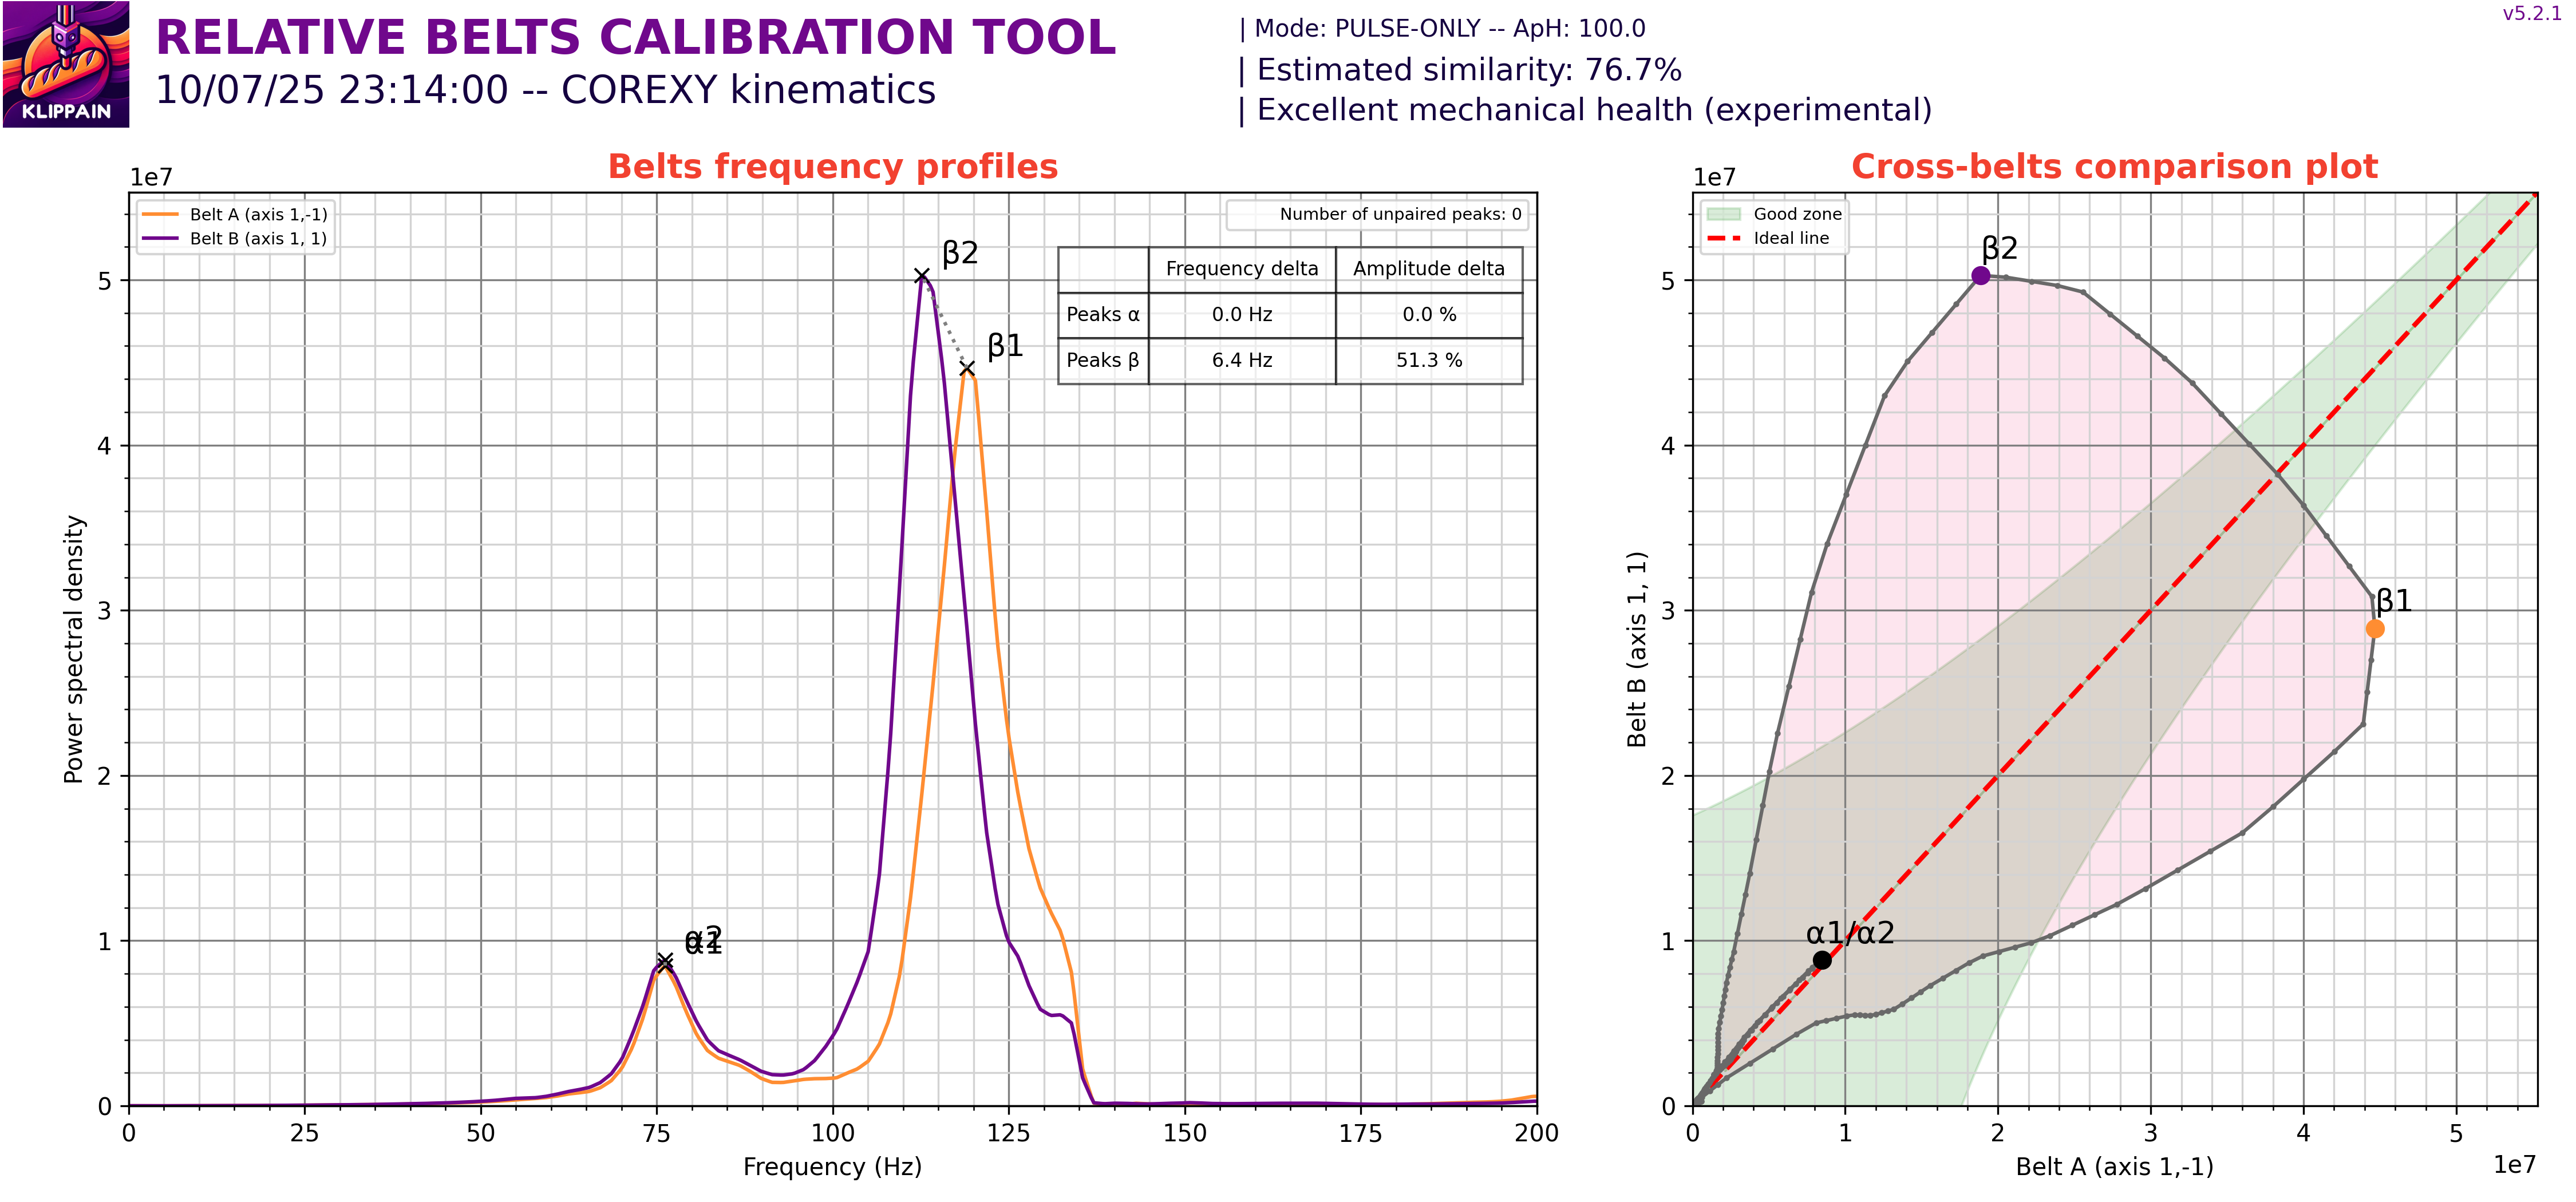 v5.2.1
KLIPPAIN
RELATIVE BELTS CALIBRATION TOOL
10/07/25 23:14:00 -- COREXY kinematics
| Mode: PULSE-ONLY -- ApH: 100.0
| Estimated similarity: 76.7%
| Excellent mechanical health (experimental)
Belts frequency profiles
1e7
Belt A (axis 1,-1)
Belt B (axis 1, 1)
Number of unpaired peaks: 0
Frequency delta Amplitude delta
Peaks α 0.0 Hz 0.0 %
Peaks β 6.4 Hz 51.3 %
β2
β1
α2
α1
Power spectral density
5
4
3
2
1
0
0 25 50 75 100 125 150 175 200
Frequency (Hz)
Cross-belts comparison plot
1e7
Good zone
Ideal line
β2
β1
α1/α2
Belt B (axis 1, 1)
5
4
3
2
1
0
0 1 2 3 4 5
Belt A (axis 1,-1)
1e7